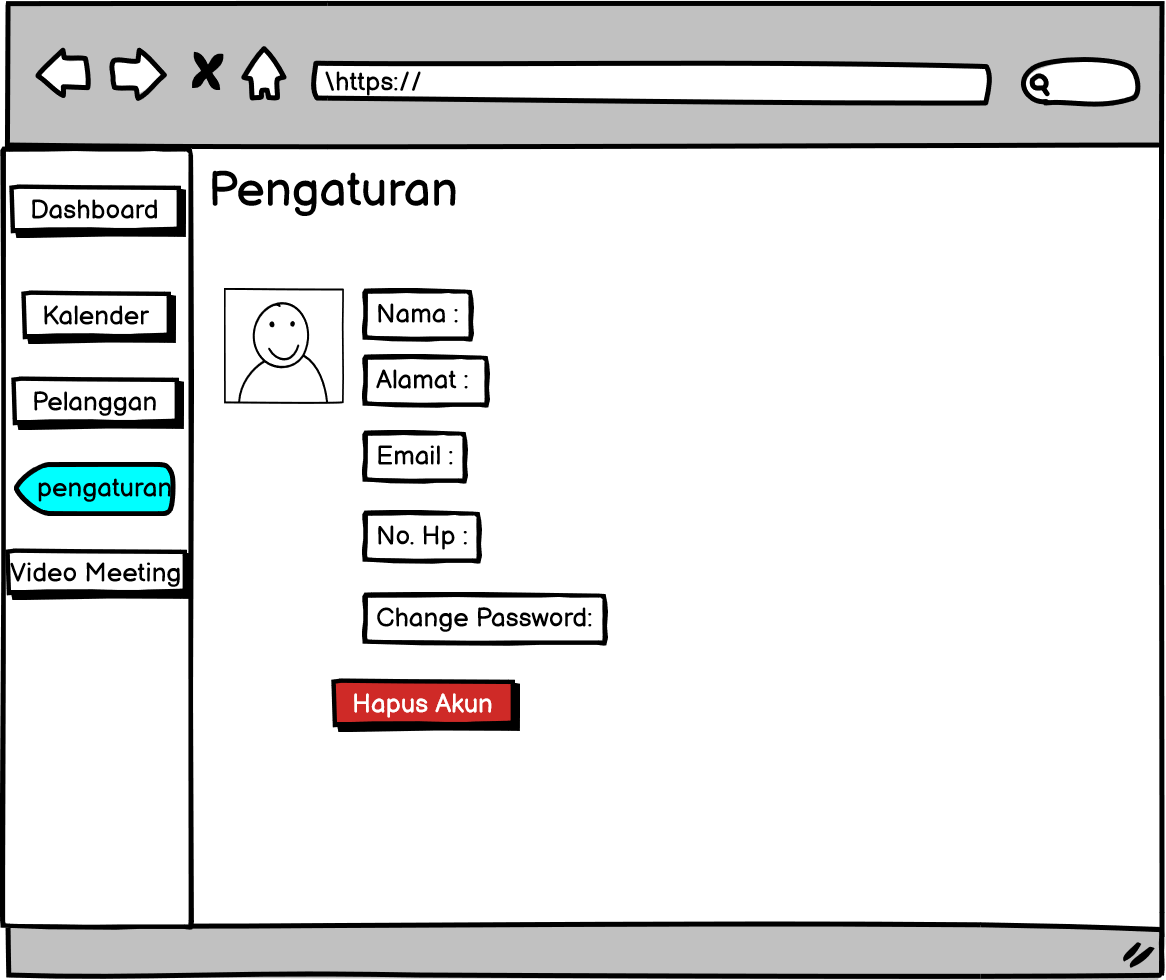 \https://
Pengaturan
Dashboard
Kalender
Pelanggan
pengaturan
Video Meeting
Nama :
Alamat :
Email :
No. Hp :
Change Password:
Hapus Akun